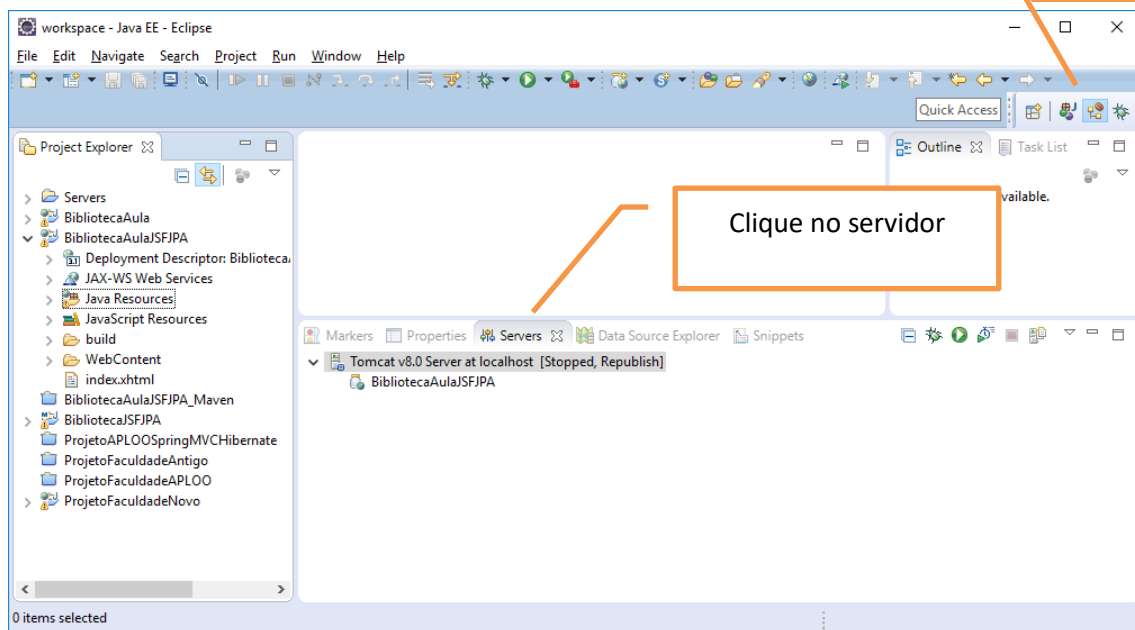 workspace - Java EE - Eclipse
File Edit Navigate Search Project Run Window Help
Quick Access
Project Explorer
Servers
BibliotecaAula
BibliotecaAulaJSFJPA
Deployment Descriptor: Biblioteca
JAX-WS Web Services
Java Resources
JavaScript Resources
build
WebContent
index.xhtml
BibliotecaAulaJSFJPA_Maven
BibliotecaJSFJPA
ProjetoAPLOOSpringMVCHibernate
ProjetoFaculdadeAntigo
ProjetoFaculdadeAPLOO
ProjetoFaculdadeNovo
Outline Task List
vailable.
Clique no servidor
Markers Properties Servers Data Source Explorer Snippets
Tomcat v8.0 Server at localhost [Stopped, Republish]
BibliotecaAulaJSFJPA
0 items selected